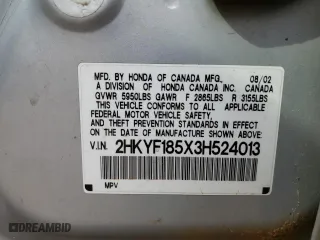 MFD. BY HONDA OF CANADA MFG., 08/02
A DIVISION OF HONDA CANADA INC. CANADA
GVWR 5950LBS GAWR F 2865LBS R 3155LBS
THIS VEHICLE CONFORMS TO ALL APPLICABLE
FEDERAL MOTOR VEHICLE SAFETY
AND THEFT PREVENTION STANDARDS IN EFFECT ON
THE DATE OF MANUFACTURE SHOWN ABOVE.
V.I.N. 2HKYF185X3H524013
MPV
DREAMBID